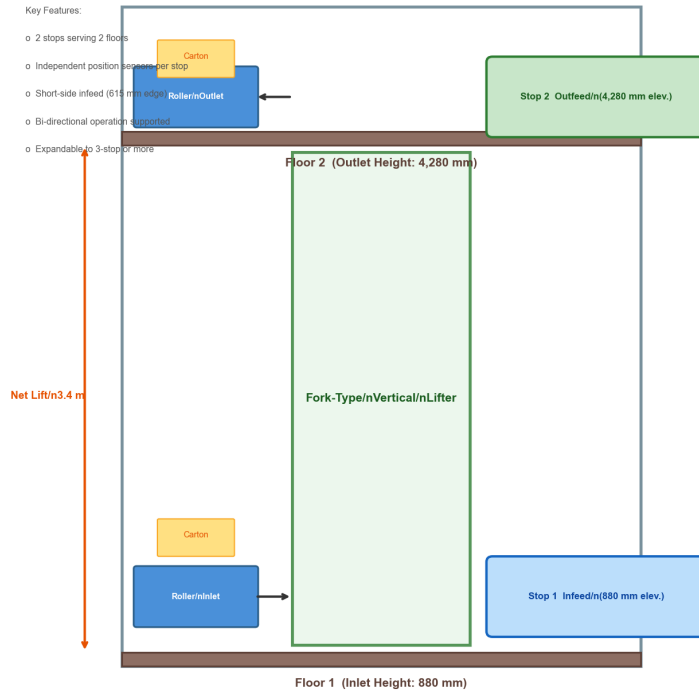 Key Features:
o  2 stops serving 2 floors
o  Independent position sensors per stop
o  Short-side infeed (615 mm edge)
o  Bi-directional operation supported
o  Expandable to 3-stop or more
Carton
Roller/nOutlet
Stop 2  Outfeed/n(4,280 mm elev.)
Floor 2  (Outlet Height: 4,280 mm)
Net Lift/n3.4 m
Fork-Type/nVertical/nLifter
Carton
Roller/nInlet
Stop 1  Infeed/n(880 mm elev.)
Floor 1  (Inlet Height: 880 mm)